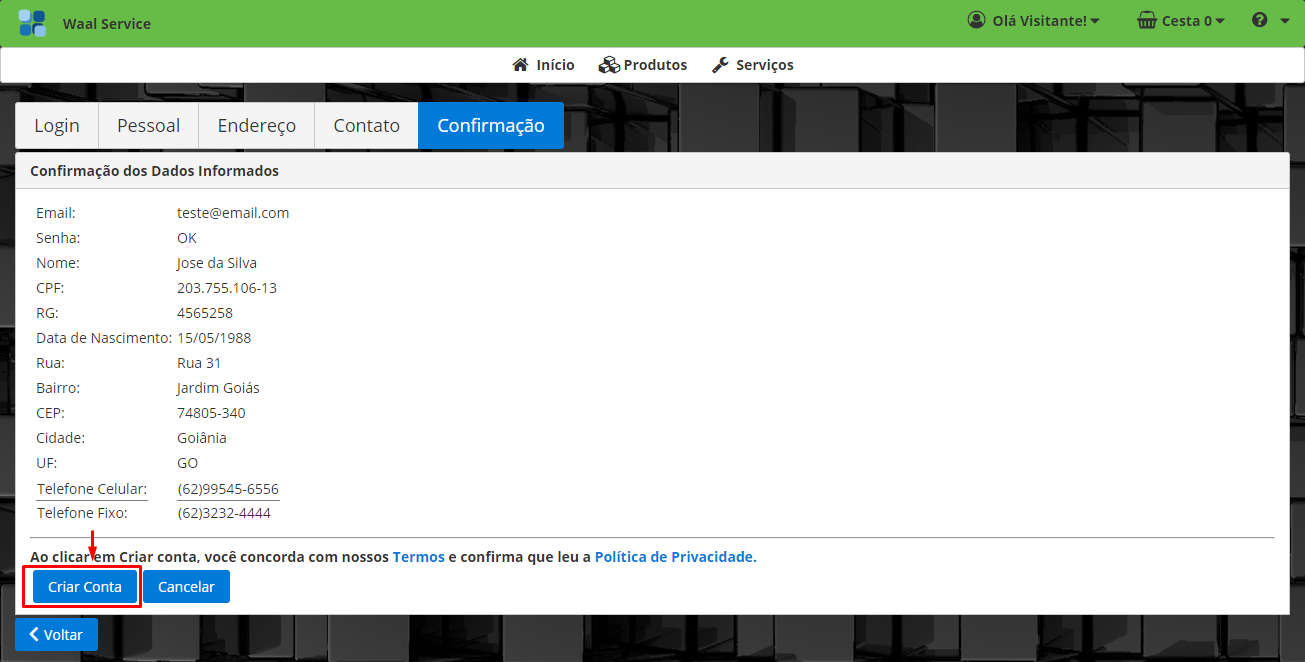 Waal Service
Olá Visitante!
Cesta 0
Início
Produtos
Serviços
Login
Pessoal
Endereço
Contato
Confirmação
Confirmação dos Dados Informados
Email: teste@email.com
Senha: OK
Nome: Jose da Silva
CPF: 203.755.106-13
RG: 4565258
Data de Nascimento: 15/05/1988
Rua: Rua 31
Bairro: Jardim Goiás
CEP: 74805-340
Cidade: Goiânia
UF: GO
Telefone Celular: (62)99545-6556
Telefone Fixo: (62)3232-4444
Ao clicar em Criar conta, você concorda com nossos Termos e confirma que leu a Política de Privacidade.
Criar Conta
Cancelar
Voltar